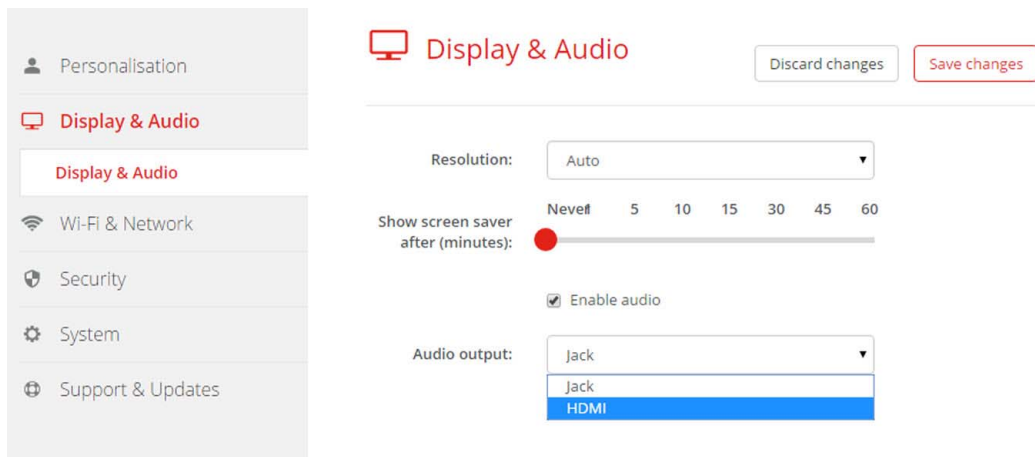 Personalisation
Display & Audio
Display & Audio
Wi-Fi & Network
Security
System
Support & Updates
Display & Audio
Discard changes
Save changes
Resolution:
Auto
Show screen saver
after (minutes):
Never 5 10 15 30 45 60
Enable audio
Audio output:
Jack
Jack
HDMI